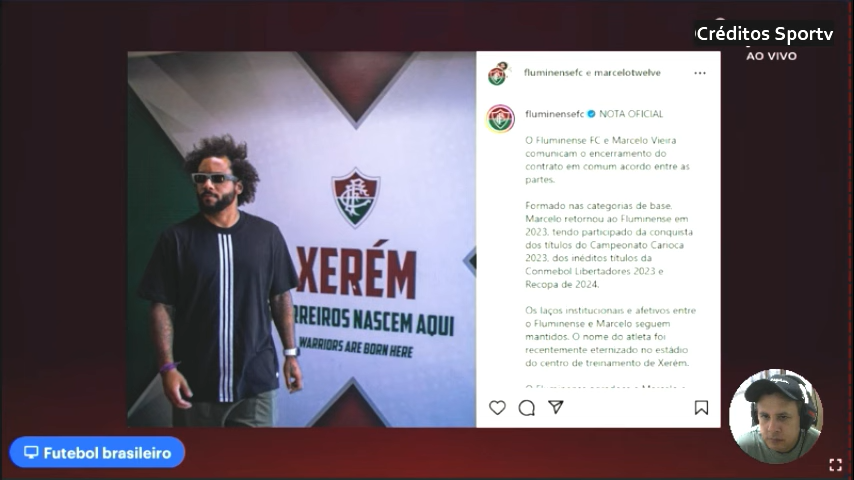 Créditos Sportv
AO VIVO
fluminensefc e marcelotwelve
fluminensefc NOTA OFICIAL
O Fluminense FC e Marcelo Vieira
comunicam o encerramento do
contrato em comum acordo entre as
partes.
Formado nas categorias de base,
Marcelo retornou ao Fluminense em
2023, tendo participado da conquista
dos títulos do Campeonato Carioca
2023, dos inéditos títulos da
Conmebol Libertadores 2023 e
Recopa de 2024.
Os laços institucionais e afetivos entre
o Fluminense e Marcelo seguem
mantidos. O nome do atleta foi
recentemente eternizado no estádio
do centro de treinamento de Xerém.
XERÉM
RREIROS NASCEM AQUI
WARRIORS ARE BORN HERE
Futebol brasileiro